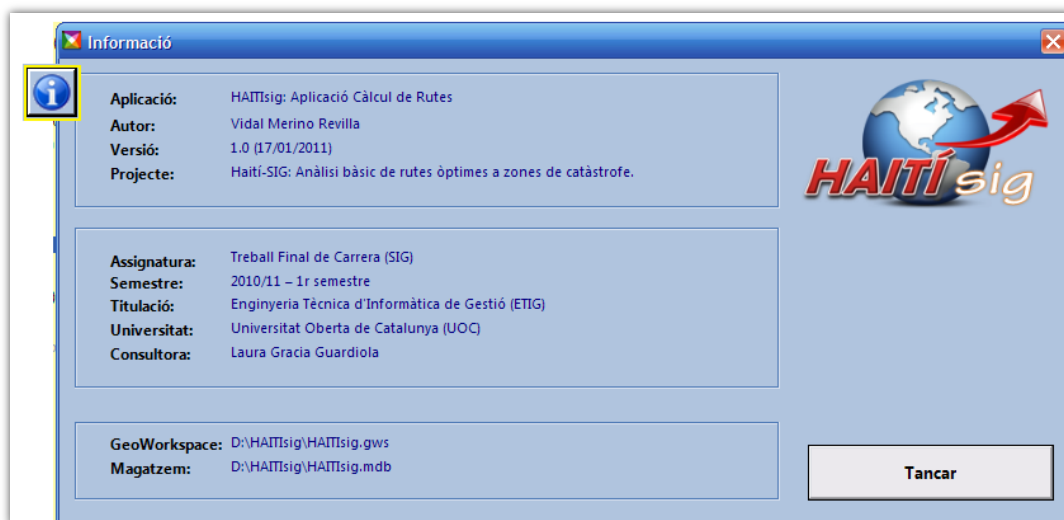 Informació
Aplicació: HAITIsig: Aplicació Càlcul de Rutes
Autor: Vidal Merino Revilla
Versió: 1.0 (17/01/2011)
Projecte: Haití-SIG: Anàlisi bàsic de rutes òptimes a zones de catàstrofe.
HAITÍ sig
Assignatura: Treball Final de Carrera (SIG)
Semestre: 2010/11 – 1r semestre
Titulació: Enginyeria Tècnica d'Informàtica de Gestió (ETIG)
Universitat: Universitat Oberta de Catalunya (UOC)
Consultora: Laura Gracia Guardiola
GeoWorkspace: D:\HAITIsig\HAITIsig.gws
Magatzem: D:\HAITIsig\HAITIsig.mdb
Tancar